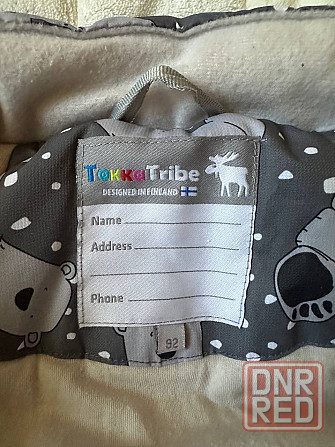 TokkaTribe
DESIGNED IN FINLAND
Name
Address
Phone
92
DNR
RED